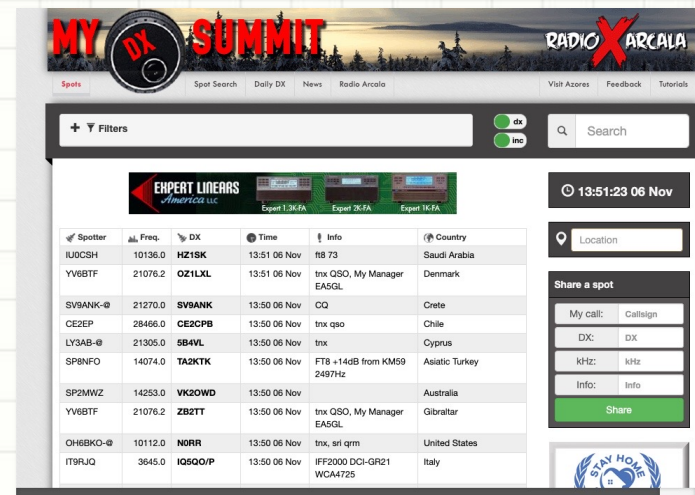 MY DX SUMMIT
RADIO X ARCALA
Spots Spot Search Daily DX News Radio Arcala Visit Azores Feedback Tutorials
+ Filters
dx
inc
Search
EXPERT LINEARS
America LLC
Expert 1.3K-FA Expert 2K-FA Expert 1K-FA
13:51:23 06 Nov
Location
Spotter Freq. DX Time Info Country
IU0CSH 10136.0 HZ1SK 13:51 06 Nov ft8 73 Saudi Arabia
YV6BTF 21076.2 OZ1LXL 13:51 06 Nov tnx QSO, My Manager Denmark
EA5GL
SV9ANK-@ 21270.0 SV9ANK 13:50 06 Nov CQ Crete
CE2EP 28466.0 CE2CPB 13:50 06 Nov tnx qso Chile
LY3AB-@ 21305.0 5B4VL 13:50 06 Nov tnx Cyprus
SP8NFO 14074.0 TA2KTK 13:50 06 Nov FT8 +14dB from KM59 Asiatic Turkey
2497Hz
SP2MWZ 14253.0 VK2OWD 13:50 06 Nov Australia
YV6BTF 21076.2 ZB2TT 13:50 06 Nov tnx QSO, My Manager Gibraltar
EA5GL
OH6BKO-@ 10112.0 N0RR 13:50 06 Nov tnx, sri qrm United States
IT9RJQ 3645.0 IQ5QO/P 13:50 06 Nov IFF2000 DCI-GR21 Italy
WCA4725
Share a spot
My call: Callsign
DX: DX
kHz: kHz
Info: Info
Share
STAY HOME